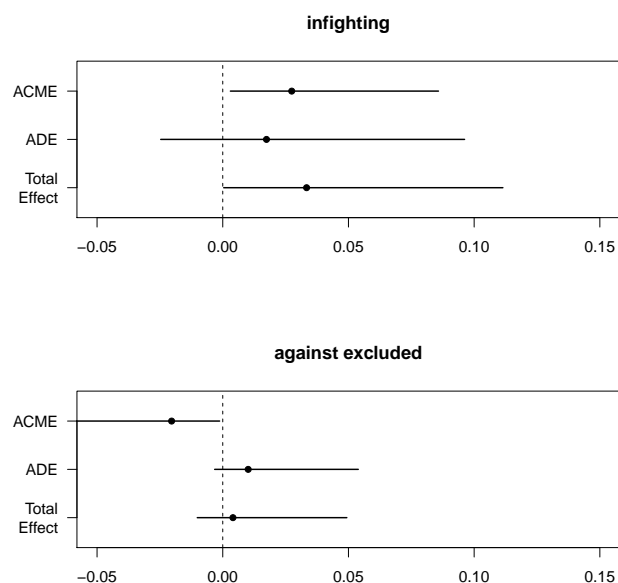 infighting
ACME
ADE
Total
Effect
−0.05 0.00 0.05 0.10 0.15
against excluded
ACME
ADE
Total
Effect
−0.05 0.00 0.05 0.10 0.15